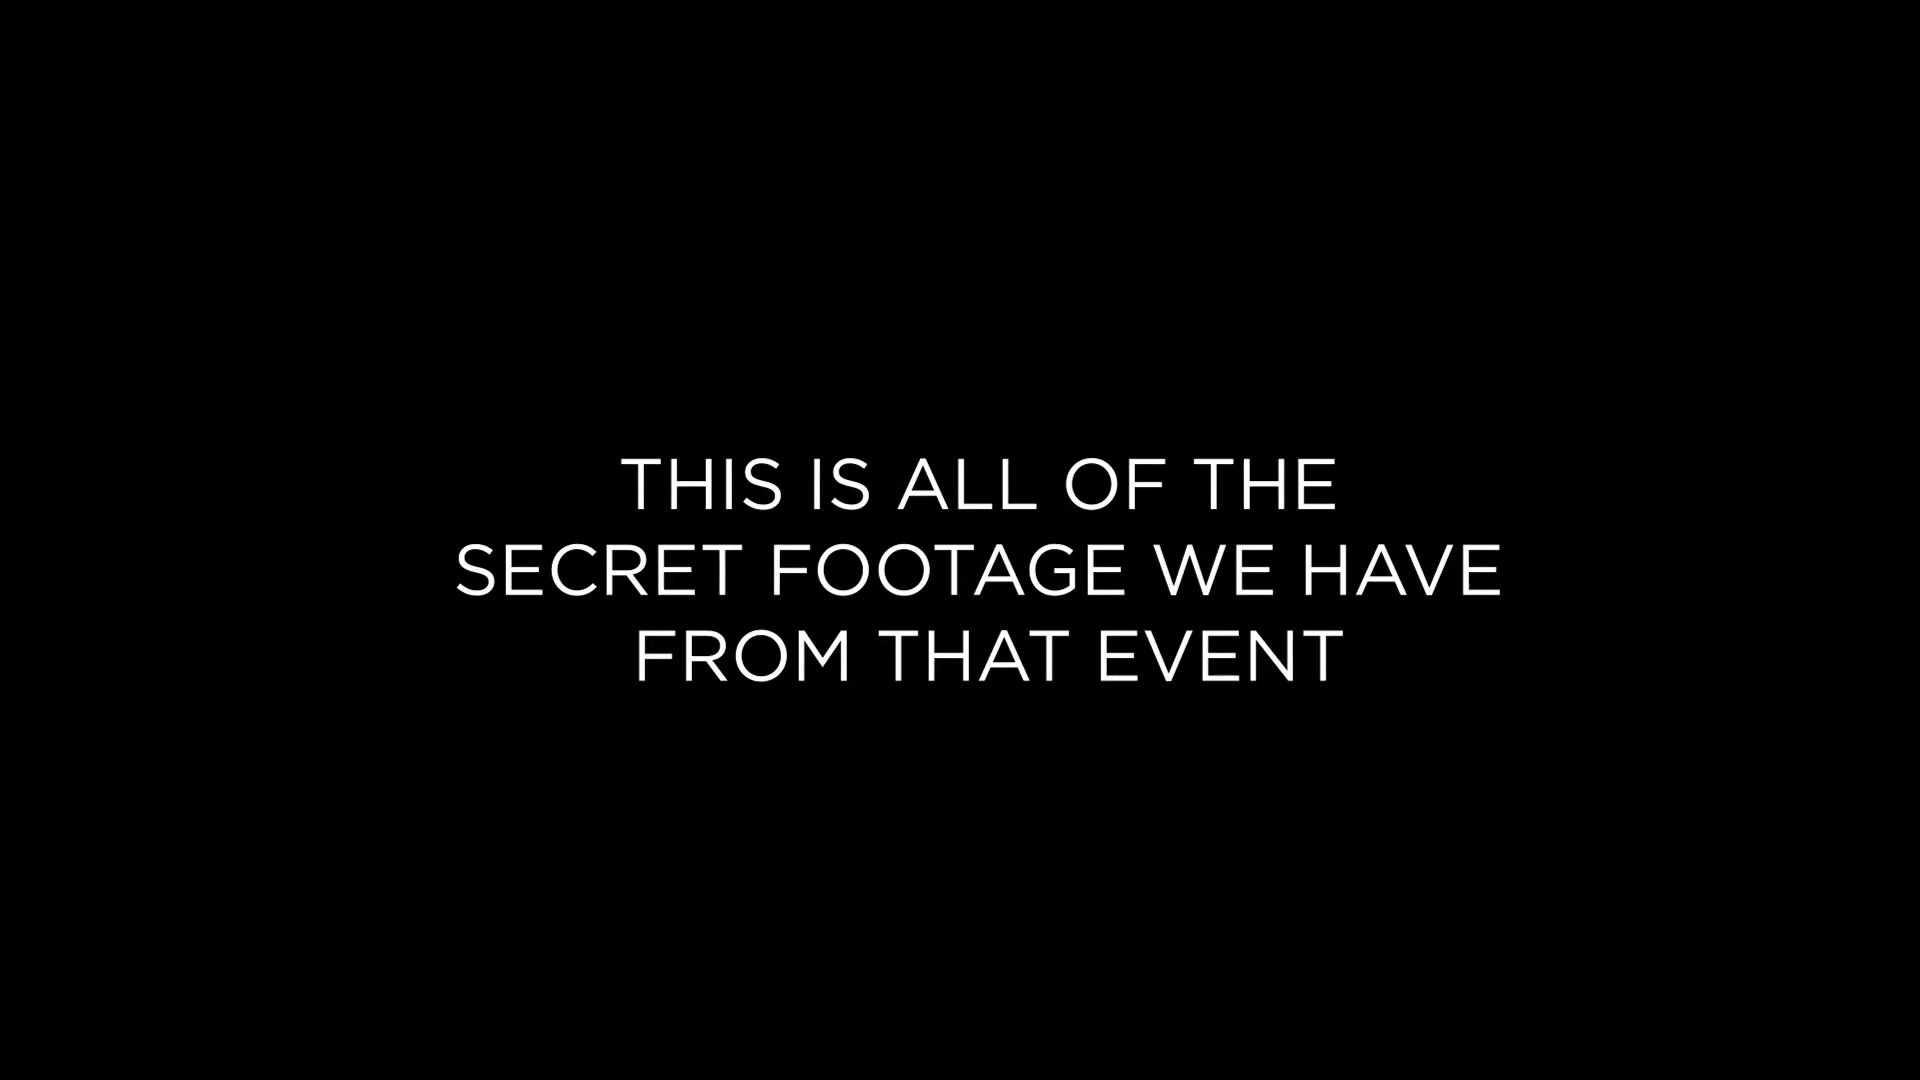 THIS IS ALL OF THE
SECRET FOOTAGE WE HAVE
FROM THAT EVENT